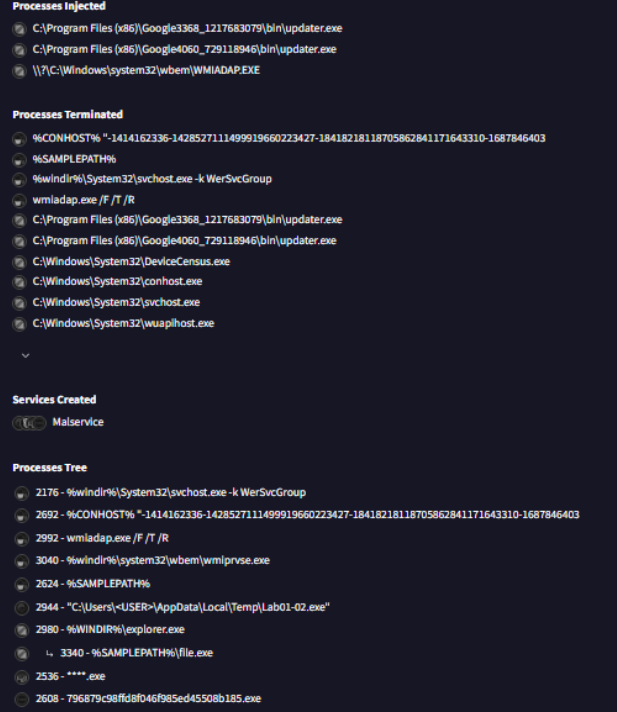 Processes Injected
C:\Program Files (x86)\Google3368_1217683079\bin\updater.exe
C:\Program Files (x86)\Google4060_729118946\bin\updater.exe
\\?\C:\Windows\system32\wbem\WMIADAP.EXE
Processes Terminated
%CONHOST% "-1414162336-1428527111499919660223427-18418218118705862841171643310-1687846403
%SAMPLEPATH%
%windir%\System32\svchost.exe -k WerSvcGroup
wmiadap.exe /F /T /R
C:\Program Files (x86)\Google3368_1217683079\bin\updater.exe
C:\Program Files (x86)\Google4060_729118946\bin\updater.exe
C:\Windows\System32\DeviceCensus.exe
C:\Windows\System32\conhost.exe
C:\Windows\System32\svchost.exe
C:\Windows\System32\wuapihost.exe
Services Created
Malservice
Processes Tree
2176 - %windir%\System32\svchost.exe -k WerSvcGroup
2692 - %CONHOST% "-1414162336-1428527111499919660223427-18418218118705862841171643310-1687846403
2992 - wmiadap.exe /F /T /R
3040 - %windir%\system32\wbem\wmiprvse.exe
2624 - %SAMPLEPATH%
2944 - "C:\Users\<USER>\AppData\Local\Temp\Lab01-02.exe"
2980 - %WINDIR%\explorer.exe
↳ 3340 - %SAMPLEPATH%\file.exe
2536 - ****.exe
2608 - 796879c98ffd8f046f985ed45508b185.exe